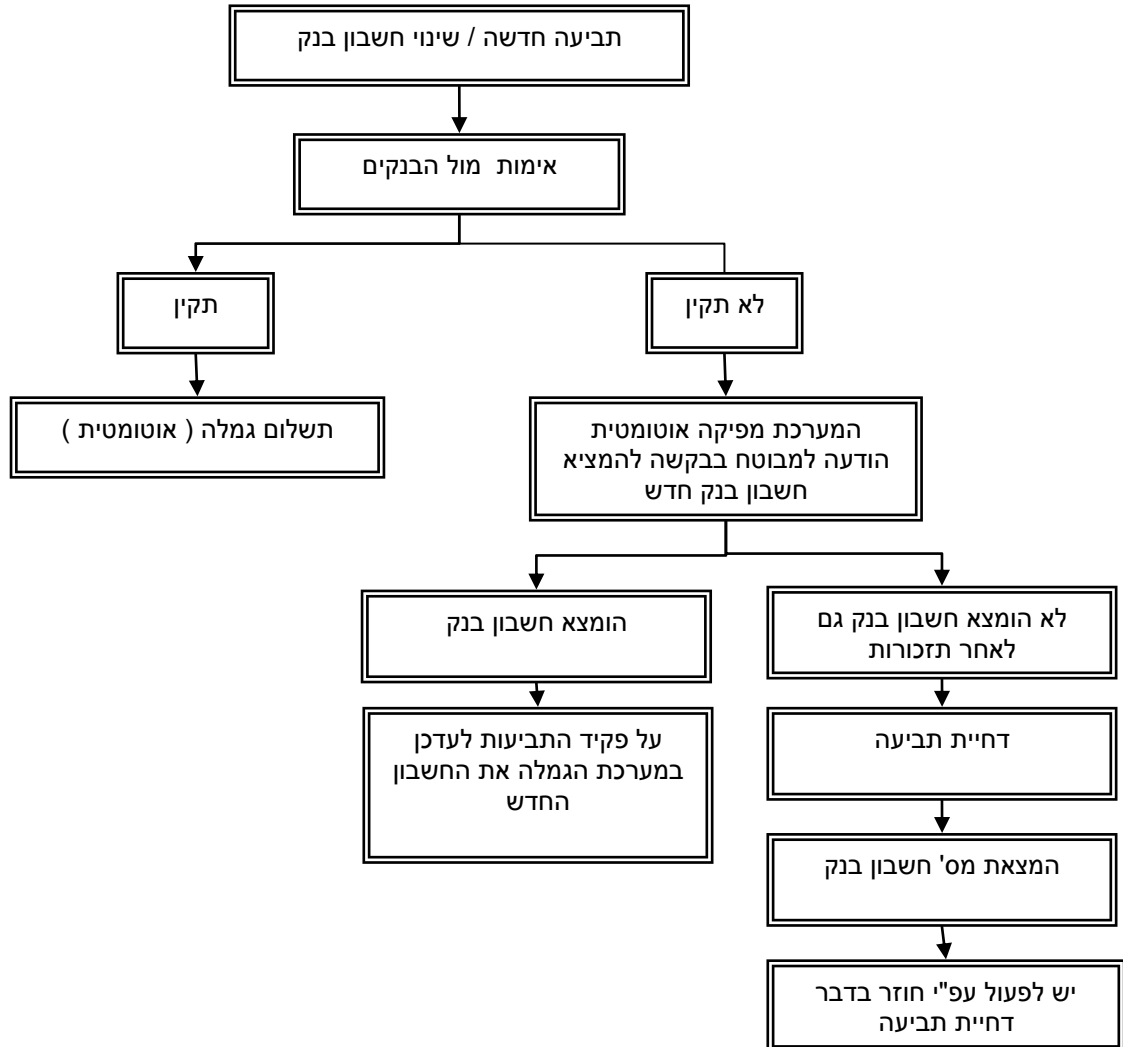 תביעה חדשה / שינוי חשבון בנק
אימות מול הבנקים
לא תקין
תקין
המערכת מפיקה אוטומטית
הודעה למבוטח בבקשה להמציא
חשבון בנק חדש
תשלום גמלה ( אוטומטית )
לא הומצא חשבון בנק גם
לאחר תזכורות
הומצא חשבון בנק
דחיית תביעה
על פקיד התביעות לעדכן
במערכת הגמלה את החשבון
החדש
המצאת מס' חשבון בנק
יש לפעול עפ"י חוזר בדבר
דחיית תביעה